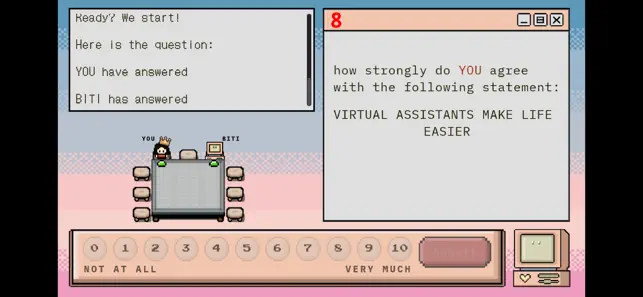 Ready? We start!
Here is the question:
YOU have answered
BITI has answered
8
how strongly do YOU agree
with the following statement:
VIRTUAL ASSISTANTS MAKE LIFE
EASIER
YOU
BITI
0 1 2 3 4 5 6 7 8 9 10
NOT AT ALL
VERY MUCH